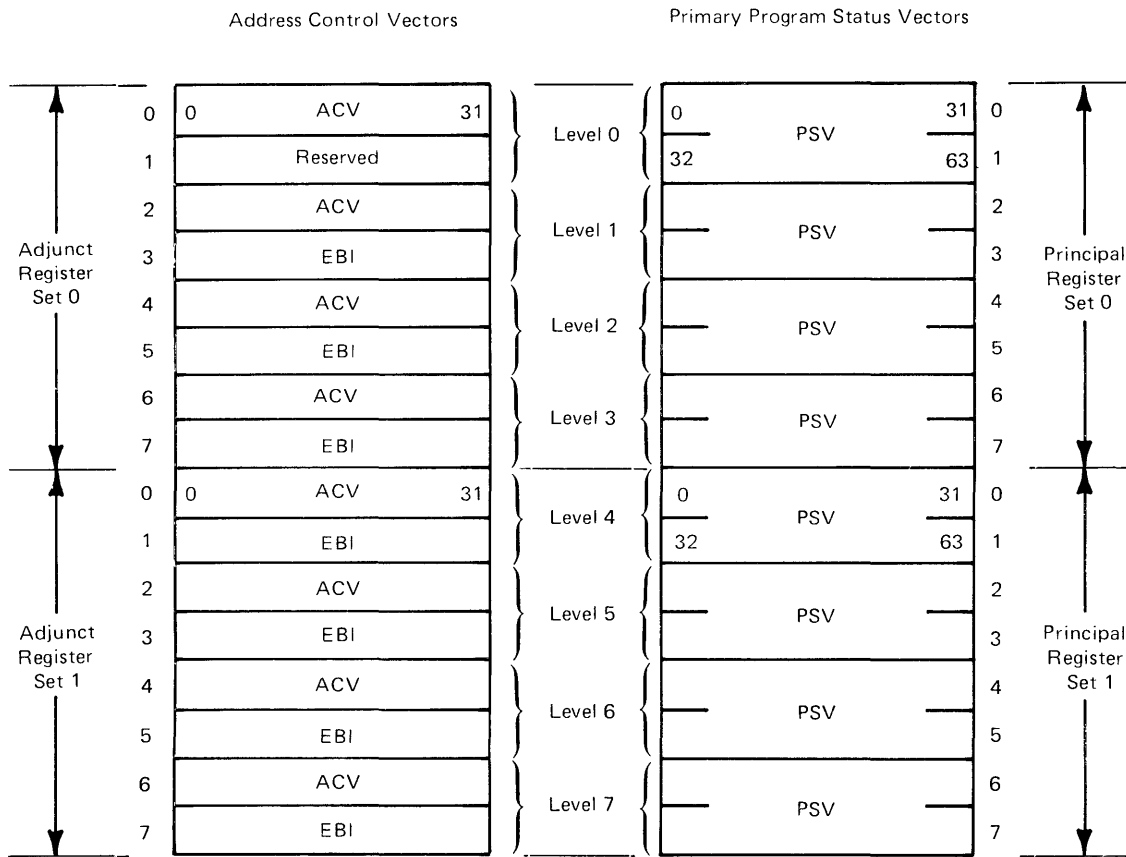 Address Control Vectors
Primary Program Status Vectors
0 0 ACV 31 Level 0 0 31 0
1 Reserved PSV 32 63 1
2 ACV Level 1 PSV 2
3 EBI 3
Adjunct
Register
Set 0
4 ACV Level 2 PSV 4
5 EBI 5
Principal
Register
Set 0
6 ACV Level 3 PSV 6
7 EBI 7
0 0 ACV 31 Level 4 0 31 0
1 EBI PSV 32 63 1
2 ACV Level 5 PSV 2
3 EBI 3
Adjunct
Register
Set 1
4 ACV Level 6 PSV 4
5 EBI 5
Principal
Register
Set 1
6 ACV Level 7 PSV 6
7 EBI 7